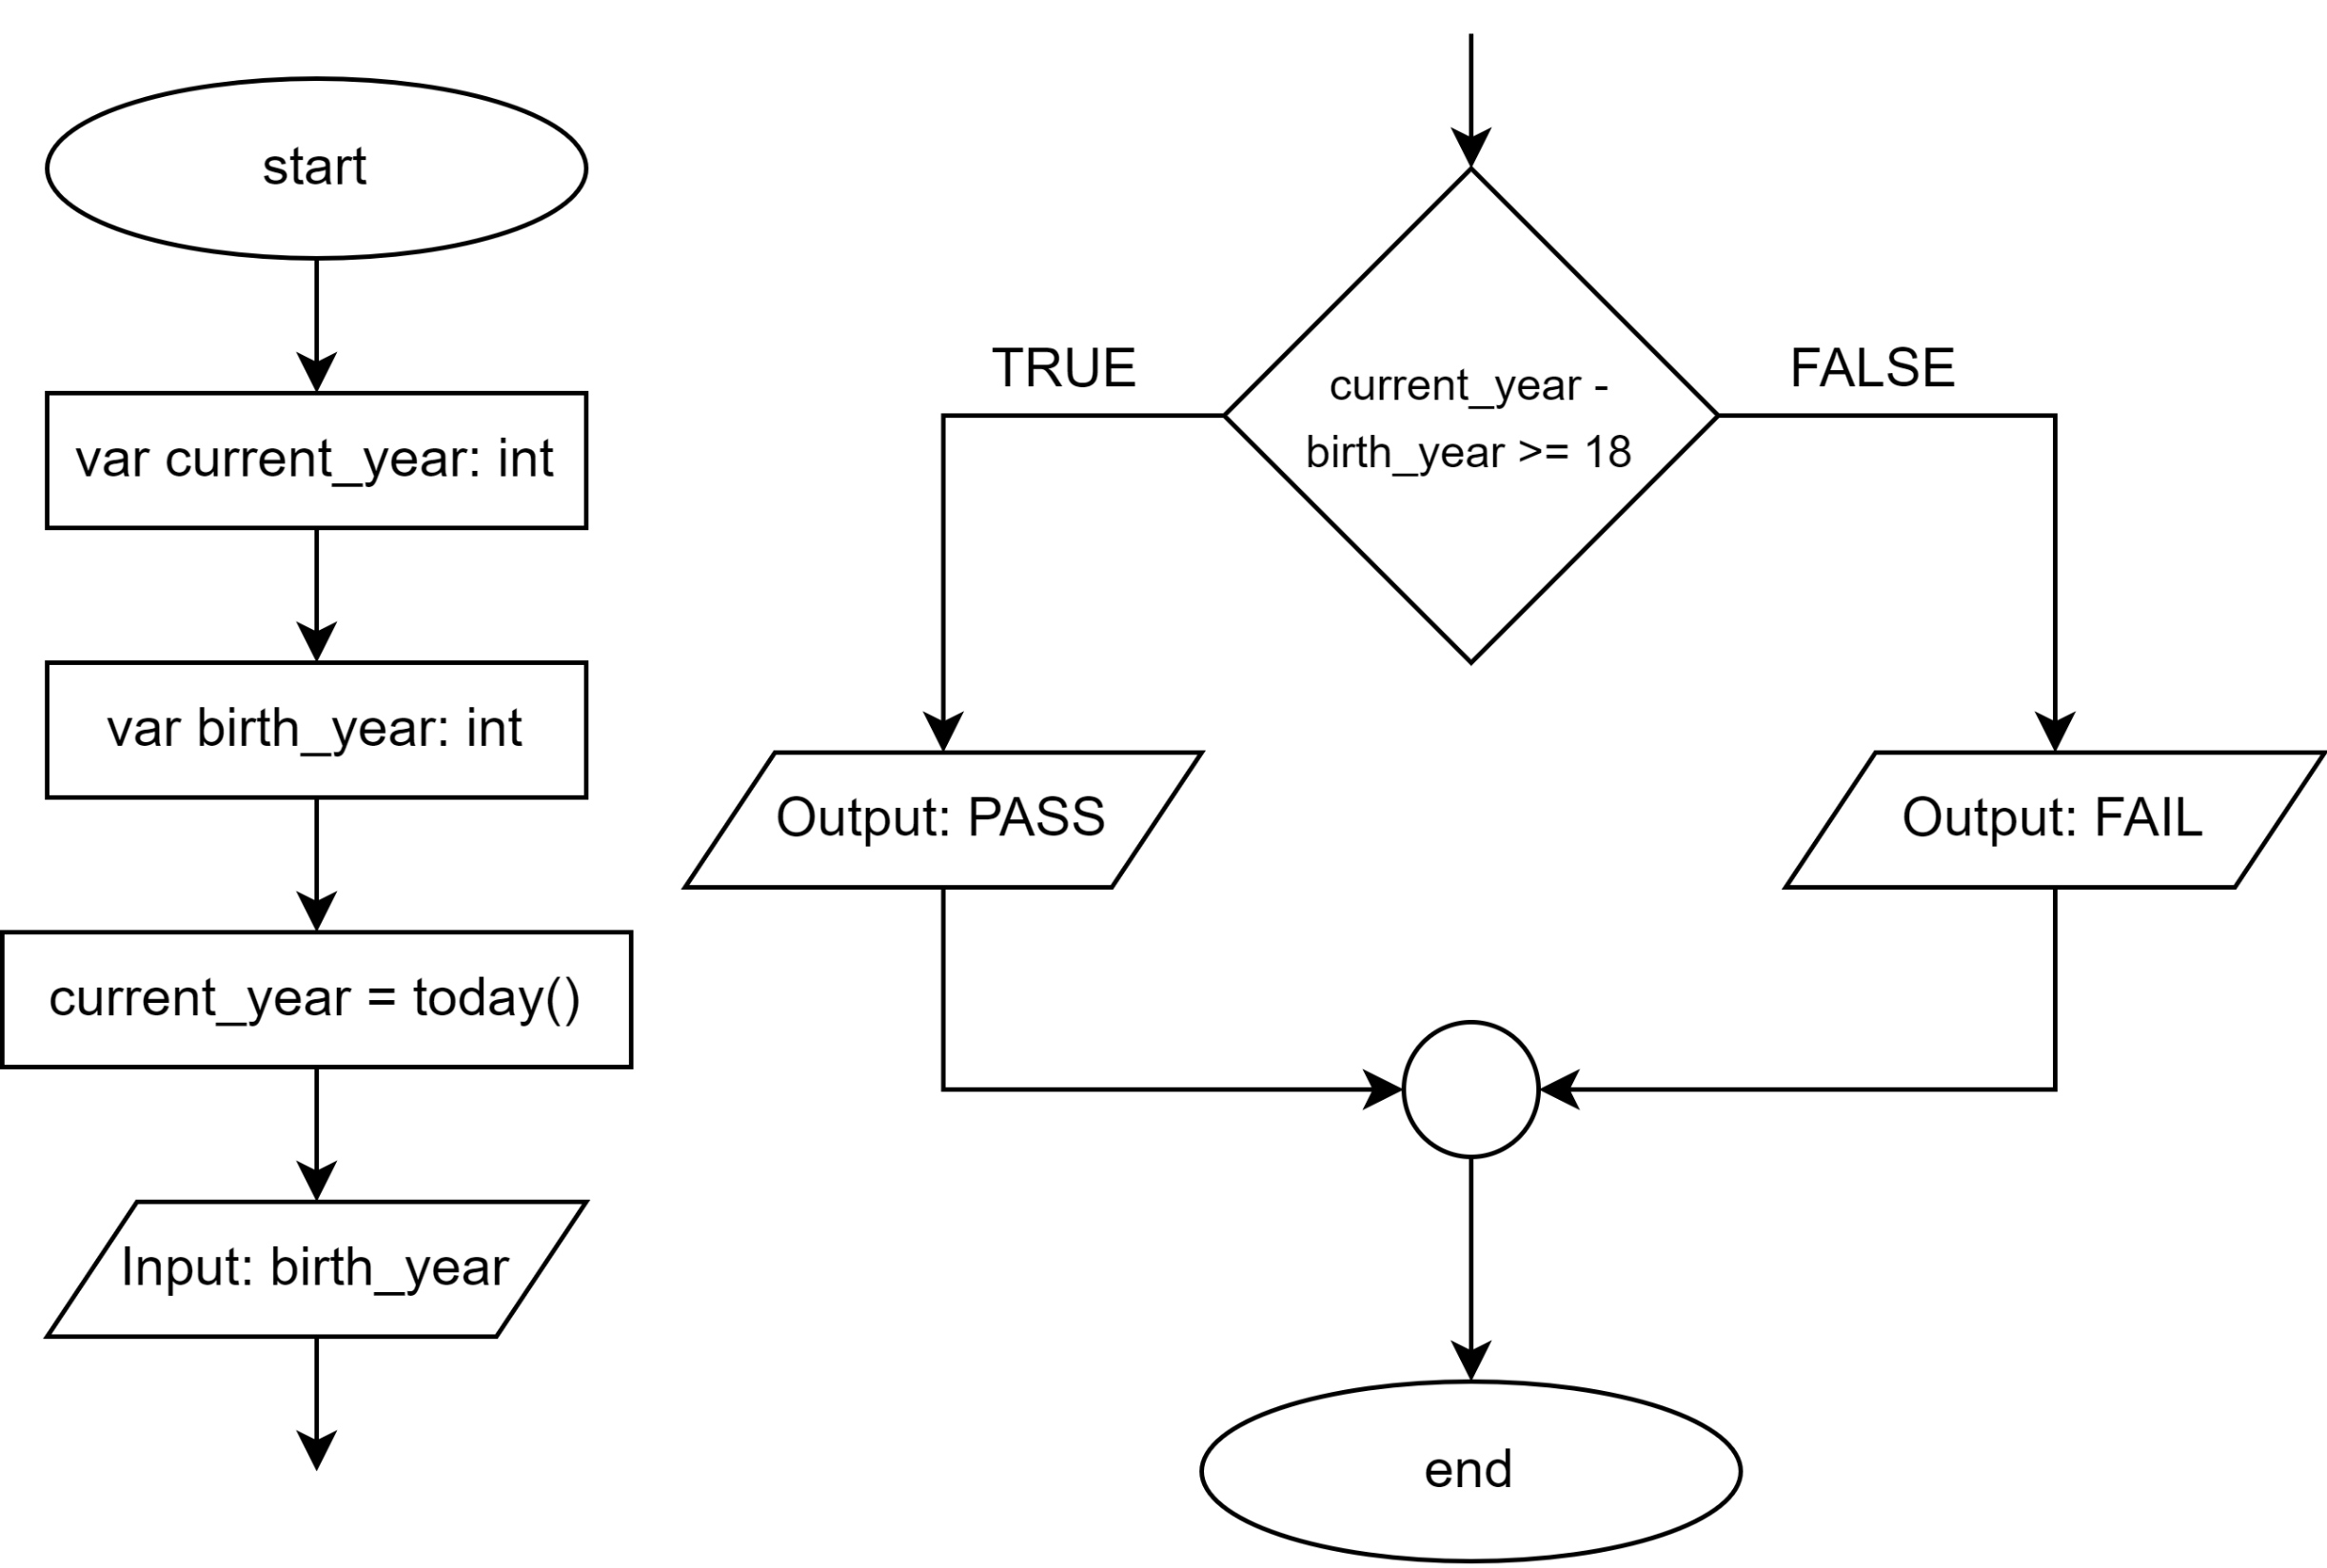 start
var current_year: int
var birth_year: int
current_year = today()
Input: birth_year
current_year -
birth_year >= 18
TRUE
FALSE
Output: PASS
Output: FAIL
end